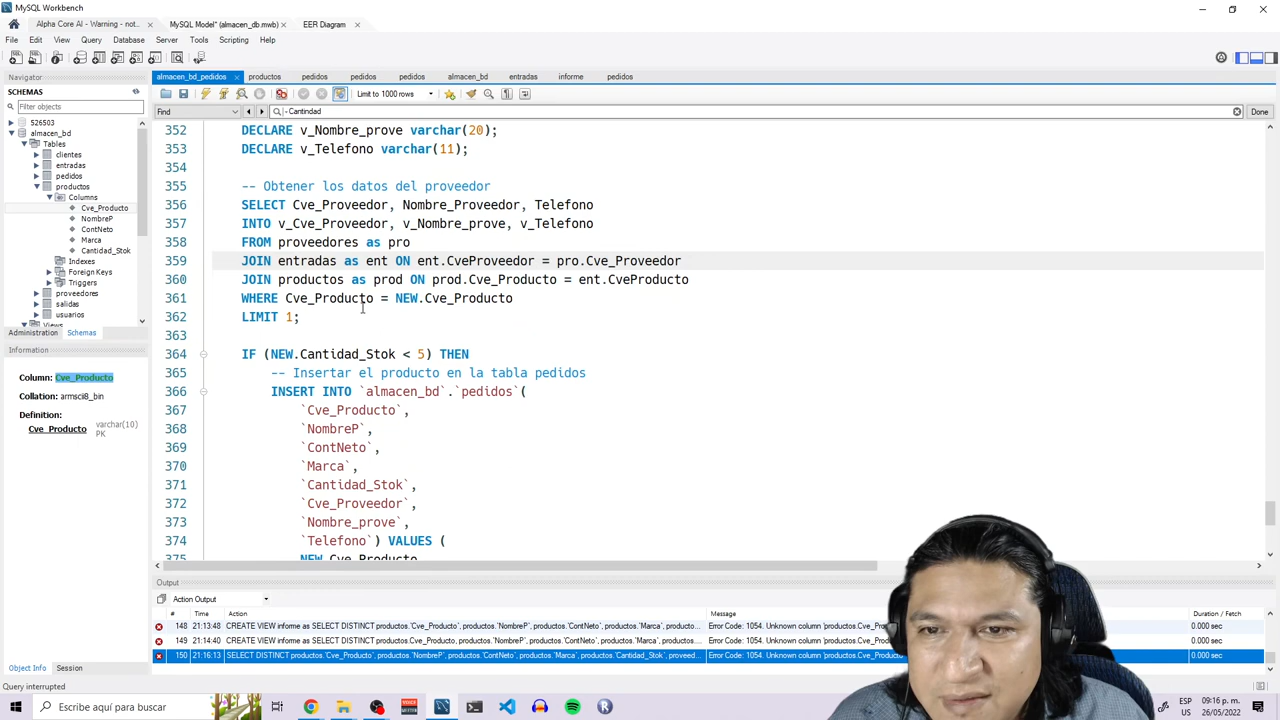 MySQL Workbench
Alpha Core AI - Warning - not...
MySQL Model* (almacen_db.mwb)
EER Diagram
File Edit View Query Database Server Tools Scripting Help
Navigator
SCHEMAS
Filter objects
526503
almacen_bd
Tables
clientes
entradas
pedidos
productos
Columns
Cve_Producto
NombreP
ContNeto
Marca
Cantidad_Stok
Indexes
Foreign Keys
Triggers
proveedores
salidas
usuarios
Views
Administration Schemas
Information
Column: Cve_Producto
Collation: armscii8_bin
Definition:
Cve_Producto varchar(10)
PK
Object Info Session
Query interrupted
almacen_bd_pedidos productos pedidos pedidos pedidos almacen_bd entradas informe pedidos
Limit to 1000 rows
Find Cantindad Done
352 DECLARE v_Nombre_prove varchar(20);
353 DECLARE v_Telefono varchar(11);
354
355 -- Obtener los datos del proveedor
356 SELECT Cve_Proveedor, Nombre_Proveedor, Telefono
357 INTO v_Cve_Proveedor, v_Nombre_prove, v_Telefono
358 FROM proveedores as pro
359 JOIN entradas as ent ON ent.CveProveedor = pro.Cve_Proveedor
360 JOIN productos as prod ON prod.Cve_Producto = ent.CveProducto
361 WHERE Cve_Producto = NEW.Cve_Producto
362 LIMIT 1;
363
364 IF (NEW.Cantidad_Stok < 5) THEN
365 -- Insertar el producto en la tabla pedidos
366 INSERT INTO `almacen_bd`.`pedidos`(
367 `Cve_Producto`,
368 `NombreP`,
369 `ContNeto`,
370 `Marca`,
371 `Cantidad_Stok`,
372 `Cve_Proveedor`,
373 `Nombre_prove`,
374 `Telefono`) VALUES (
375 NEW.Cve_Producto
Output
Action Output
# Time Action Message Duration / Fetch
148 21:13:48 CREATE VIEW informe AS SELECT DISTINCT productos.`Cve_Producto`, productos.`NombreP`, productos.`ContNeto`, productos.`Marca`, productos... Error Code: 1054. Unknown column 'productos.Cve_Pro 0.000 sec
149 21:14:40 CREATE VIEW informe AS SELECT DISTINCT productos.Cve_Producto, productos.`NombreP`, productos.`ContNeto`, productos.`Marca`, productos... Error Code: 1054. Unknown column 'productos.Cve_Pro 0.000 sec
150 21:16:13 SELECT DISTINCT productos.`Cve_Producto`, productos.`NombreP`, productos.`ContNeto`, productos.`Marca`, productos.`Cantidad_Stok`, proveed... Error Code: 1054. Unknown column 'productos.Cve_Producto 0.000 sec
Escribe aquí para buscar
ESP
09:16 p. m.
26/05/2022